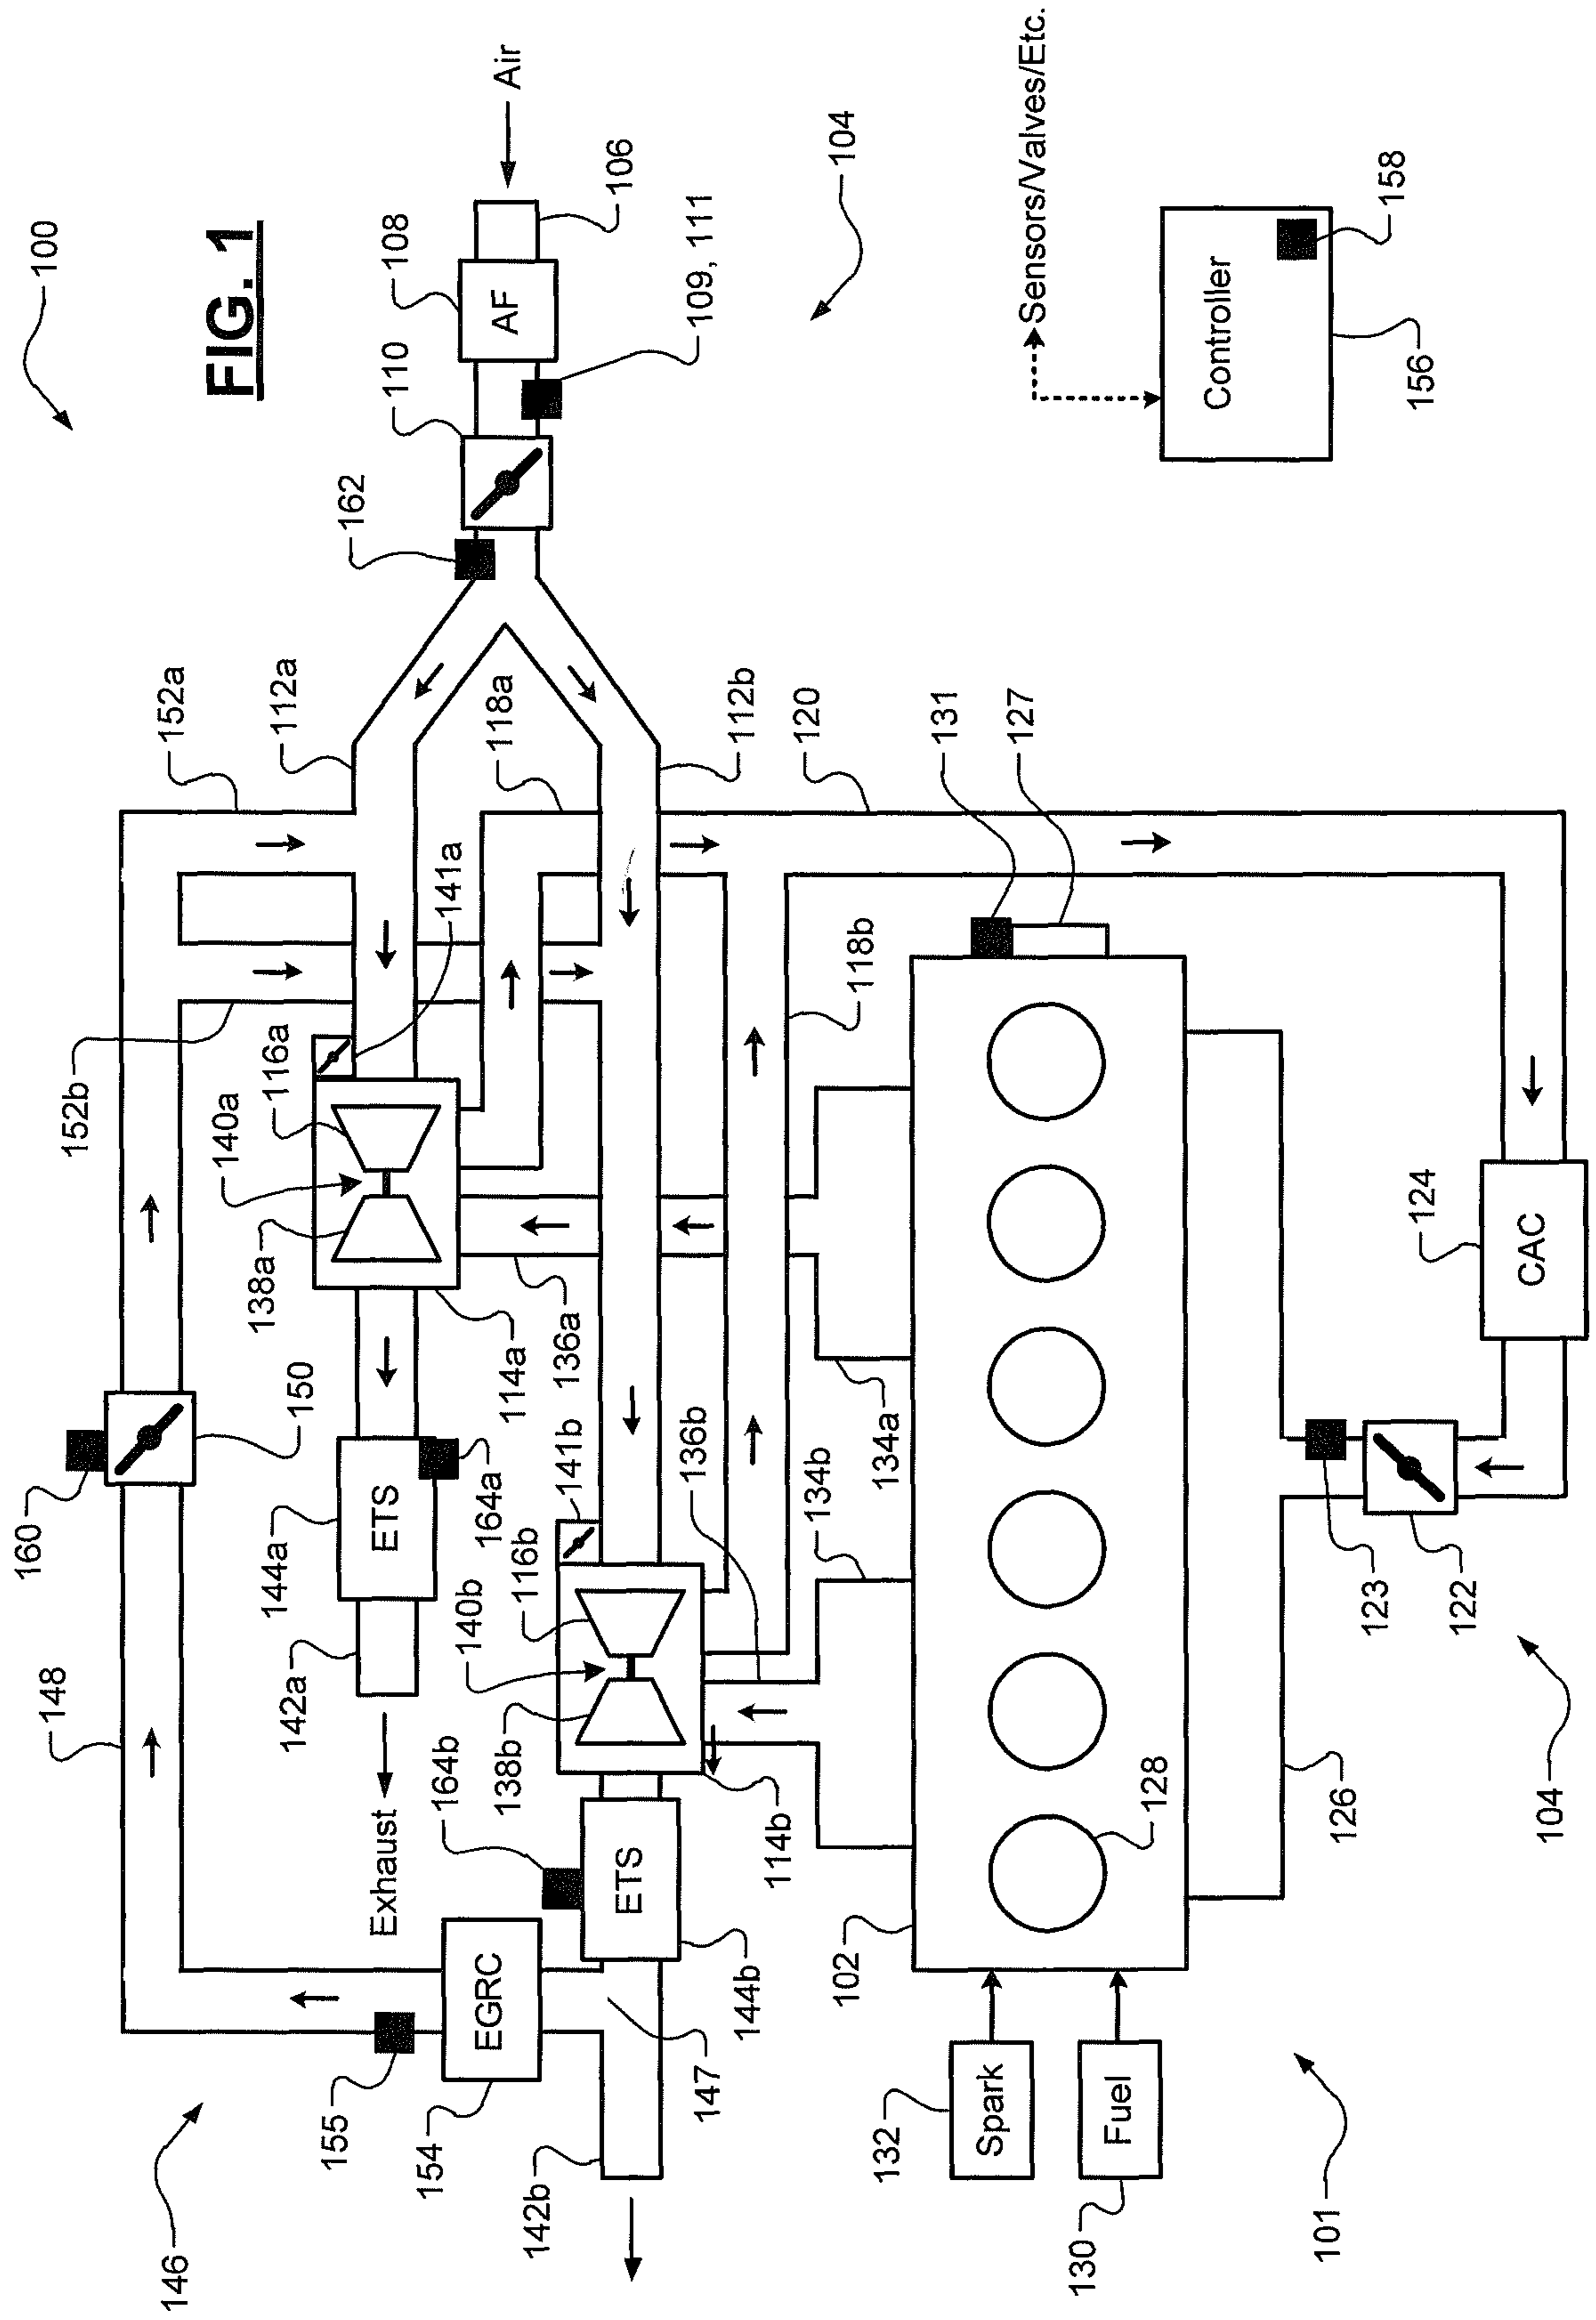 100
FIG. 1
Air
106
108
AF
109, 111
110
162
104
Sensors/Valves/Etc.
Controller
158
156
152a
112a
118a
112b
120
131
127
141a
116a
152b
140a
138a
118b
114a
136a
134a
124
CAC
160
150
144a
ETS
164a
141b
116b
136b
134b
140b
138b
142a
148
Exhaust
164b
114b
123
122
128
126
104
102
ETS
144b
EGRC
147
155
154
142b
146
132
Spark
Fuel
130
101